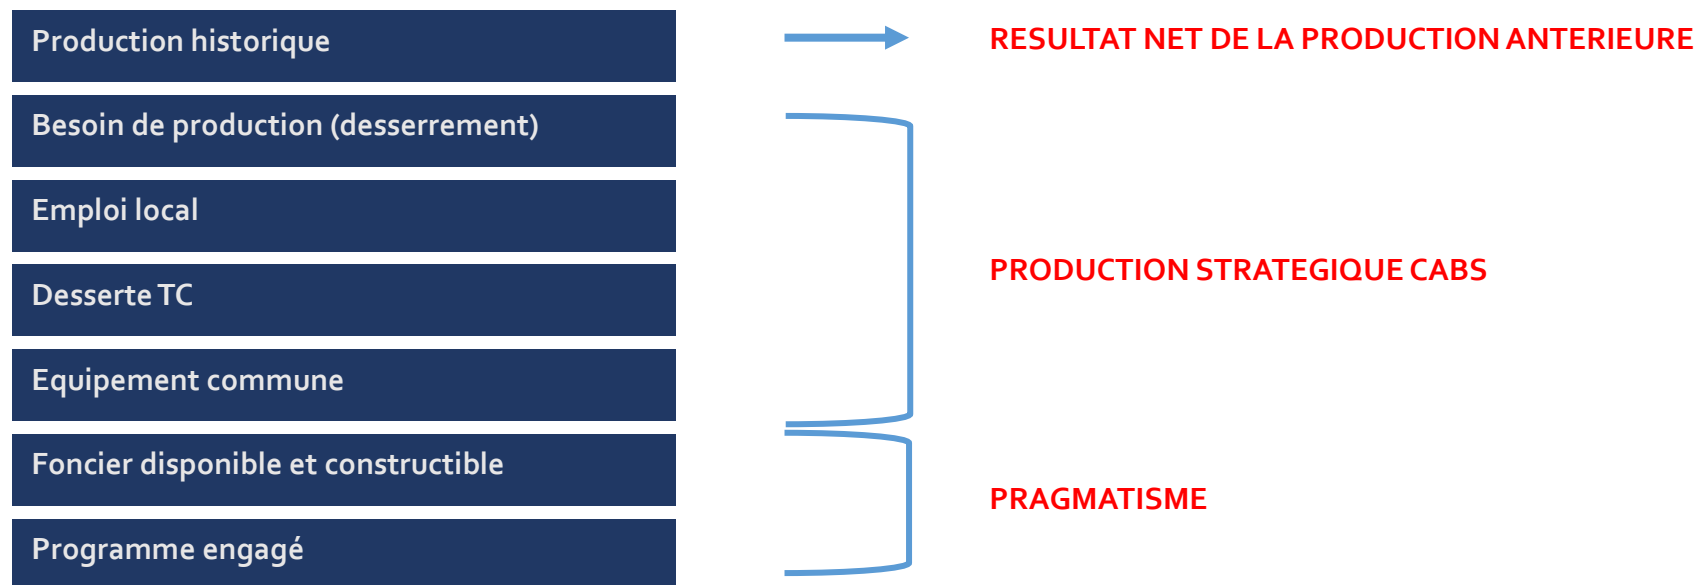 Production historique
RESULTAT NET DE LA PRODUCTION ANTERIEURE
Besoin de production (desserrement)
Emploi local
Desserte TC
Equipement commune
PRODUCTION STRATEGIQUE CABS
Foncier disponible et constructible
Programme engagé
PRAGMATISME